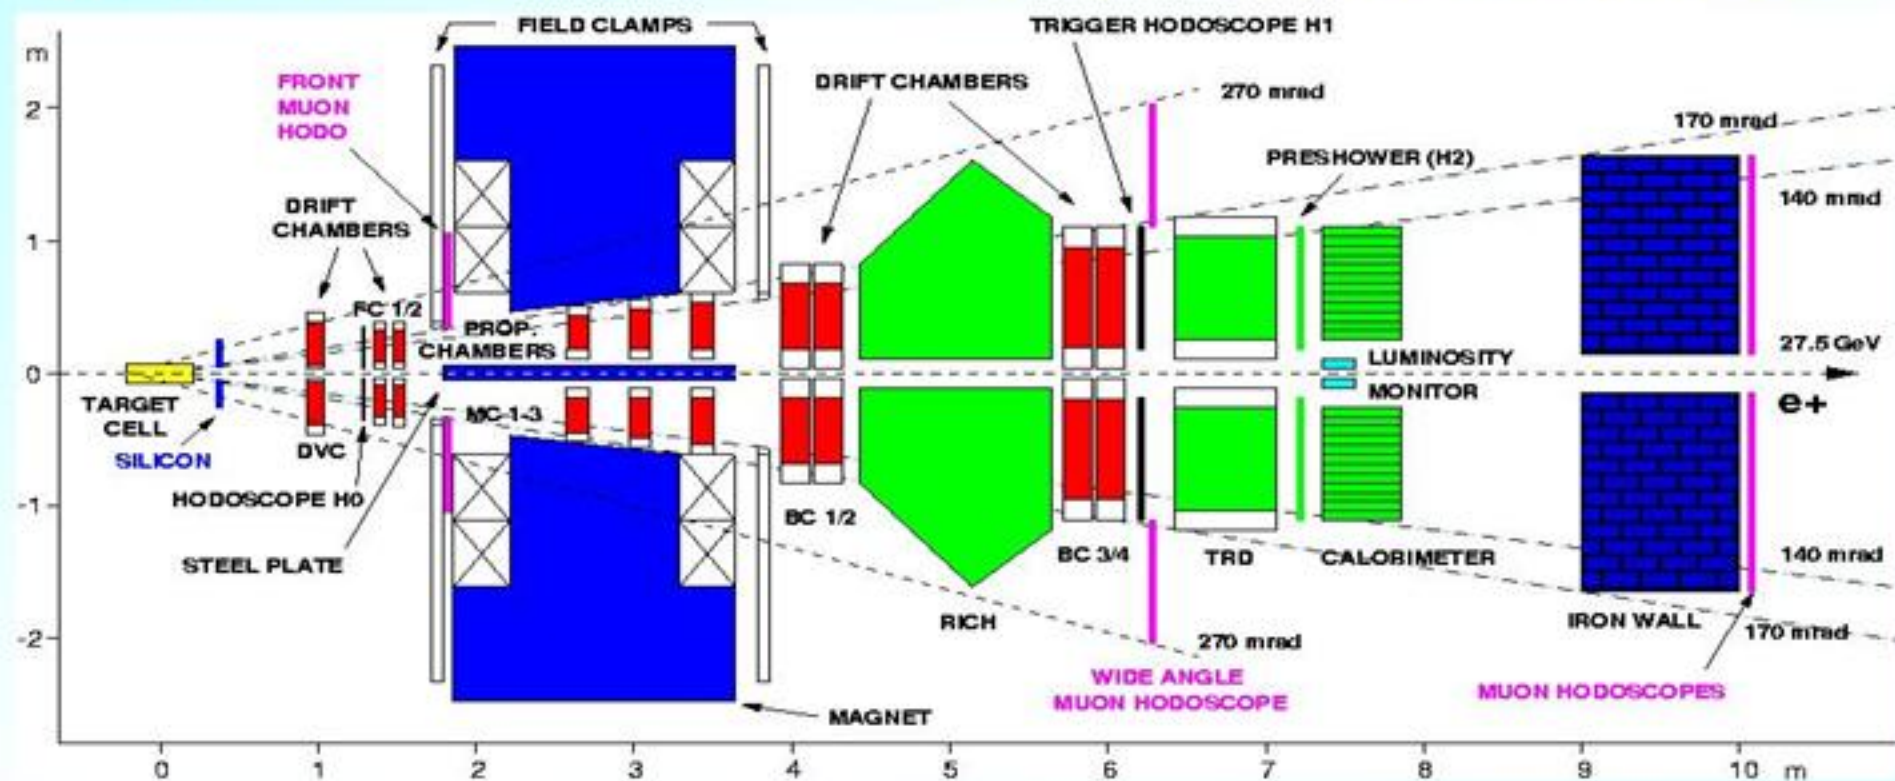 FIELD CLAMPS
TRIGGER HODOSCOPE H1
m
FRONT
MUON
HODO
DRIFT CHAMBERS
270 mrad
2
170 mrad
PRESHOWER (H2)
DRIFT
CHAMBERS
140 mrad
1
FC 1/2
PROP.
CHAMBERS
27.5 GeV
LUMINOSITY
0
MONITOR
e+
TARGET
CELL
MC 1-3
DVC
SILICON
HODOSCOPE H0
-1
BC 1/2
STEEL PLATE
BC 3/4
TRD
CALORIMETER
140 mrad
RICH
IRON WALL
170 mrad
-2
270 mrad
WIDE ANGLE
MUON HODOSCOPE
MUON HODOSCOPES
MAGNET
0 1 2 3 4 5 6 7 8 9 10 m